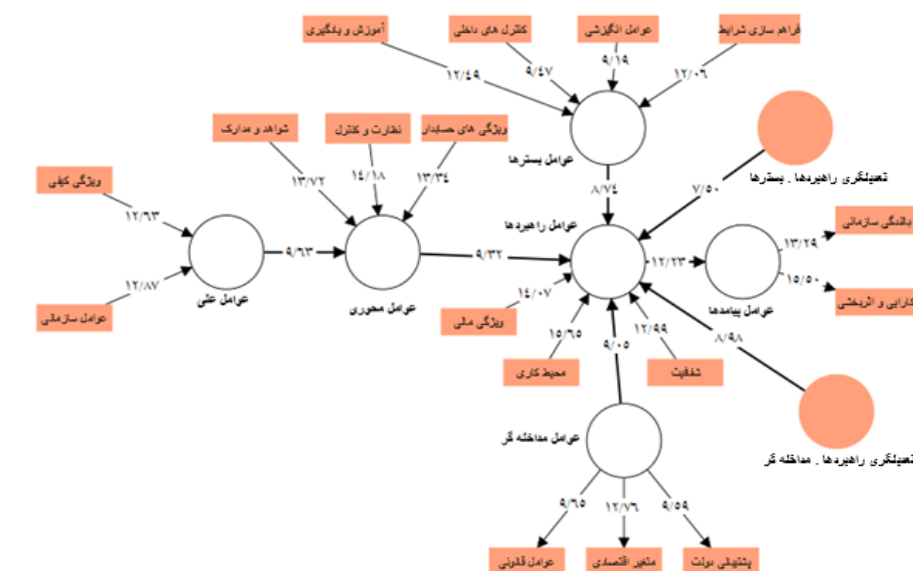 آموزش و یادگیری
کنترل های داخلی
عوامل انگیزشی
فراهم سازی شرایط
۱۲/۴۹
۹/۴۷
۹/۱۹
۱۲/۰۶
شواهد و مدارک
نظارت و کنترل
ویژگی های حسابدار
عوامل بسترها
تعدیلگری راهبردها . بسترها
ویژگی کیفی
۱۳/۷۲
۱۴/۱۸
۱۳/۳۴
۸/۷۴
۷/۵۰
۱۲/۶۳
عوامل راهبردها
بالندگی سازمانی
۹/۶۳
۹/۳۲
۱۲/۲۳
۱۳/۲۹
۱۲/۸۷
۱۴/۰۷
۱۵/۵۰
عوامل سازمانی
عوامل علی
عوامل محوری
ویژگی مالی
عوامل پیامدها
کارایی و اثربخشی
۱۵/۶۵
۹/۰۵
۱۲/۹۹
۸/۹۸
محیط کاری
شفافیت
عوامل مداخله گر
تعدیلگری راهبردها . مداخله گر
۹/۶۵
۱۲/۷۶
۹/۵۹
عوامل قانونی
متغیر اقتصادی
پشتیبانی دولت